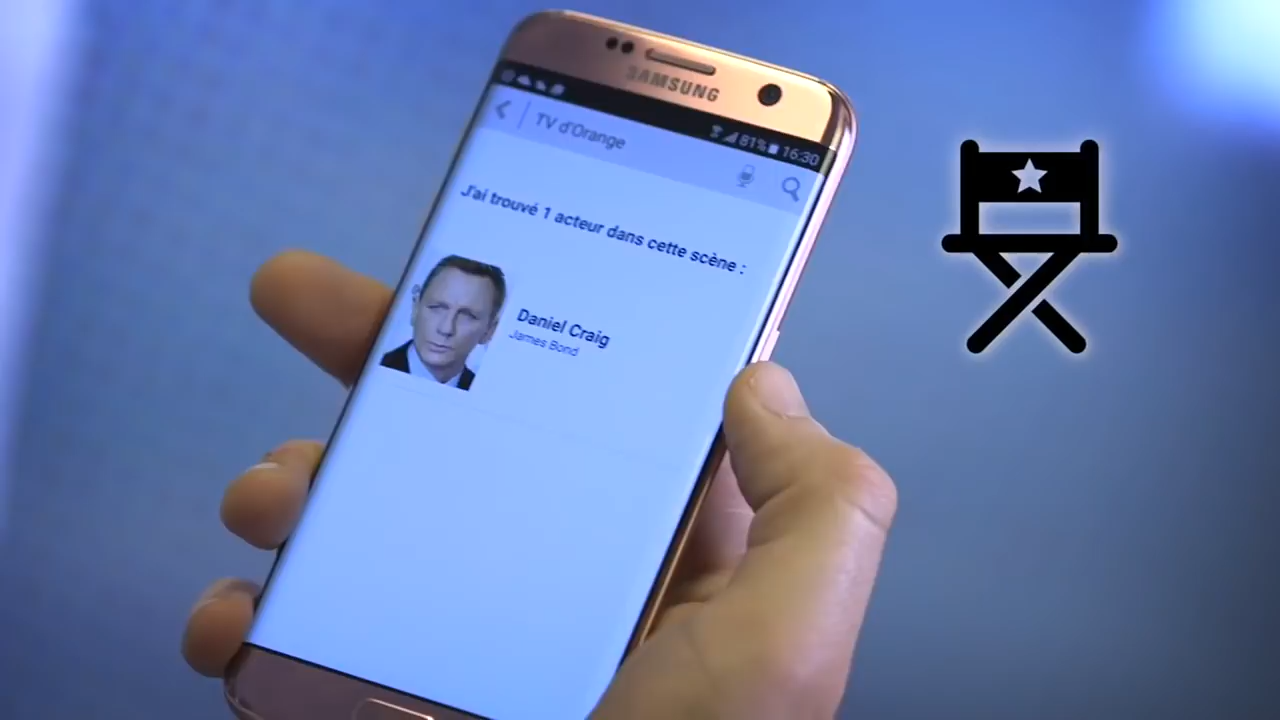 SAMSUNG
81% 16:30
TV d'Orange
J'ai trouvé 1 acteur dans cette scène :
Daniel Craig
James Bond